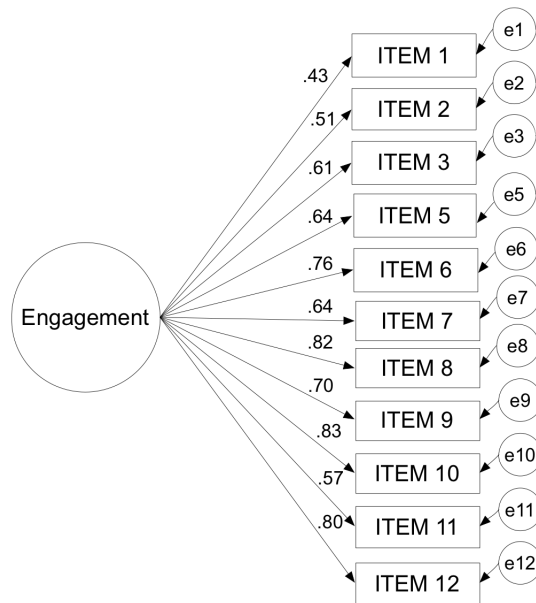 e1
ITEM 1
.43
e2
ITEM 2
.51
e3
ITEM 3
.61
e5
ITEM 5
.64
e6
ITEM 6
.76
e7
ITEM 7
.64
Engagement
e8
ITEM 8
.82
e9
ITEM 9
.70
e10
ITEM 10
.83
e11
ITEM 11
.57
e12
ITEM 12
.80